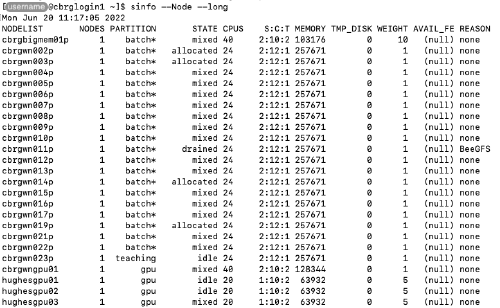 [username@cbrglogin1 ~]$ sinfo --Node --long
Mon Jun 20 11:17:05 2022
NODELIST NODES PARTITION STATE CPUS S:C:T MEMORY TMP_DISK WEIGHT AVAIL_FE REASON
cbrgbigmem01p 1 batch* mixed 40 2:10:2 103176 0 10 (null) none
cbrgwn002p 1 batch* allocated 24 2:12:1 257671 0 1 (null) none
cbrgwn003p 1 batch* allocated 24 2:12:1 257671 0 1 (null) none
cbrgwn004p 1 batch* mixed 24 2:12:1 257671 0 1 (null) none
cbrgwn005p 1 batch* mixed 24 2:12:1 257671 0 1 (null) none
cbrgwn006p 1 batch* mixed 24 2:12:1 257671 0 1 (null) none
cbrgwn007p 1 batch* mixed 24 2:12:1 257671 0 1 (null) none
cbrgwn008p 1 batch* mixed 24 2:12:1 257671 0 1 (null) none
cbrgwn009p 1 batch* mixed 24 2:12:1 257671 0 1 (null) none
cbrgwn010p 1 batch* mixed 24 2:12:1 257671 0 1 (null) none
cbrgwn011p 1 batch* drained 24 2:12:1 257671 0 1 (null) BeeGFS
cbrgwn012p 1 batch* mixed 24 2:12:1 257671 0 1 (null) none
cbrgwn013p 1 batch* mixed 24 2:12:1 257671 0 1 (null) none
cbrgwn014p 1 batch* allocated 24 2:12:1 257671 0 1 (null) none
cbrgwn015p 1 batch* mixed 24 2:12:1 257671 0 1 (null) none
cbrgwn016p 1 batch* mixed 24 2:12:1 257671 0 1 (null) none
cbrgwn017p 1 batch* mixed 24 2:12:1 257671 0 1 (null) none
cbrgwn019p 1 batch* allocated 24 2:12:1 257671 0 1 (null) none
cbrgwn021p 1 batch* mixed 24 2:12:1 257671 0 1 (null) none
cbrgwn022p 1 batch* mixed 24 2:12:1 257671 0 1 (null) none
cbrgwn023p 1 teaching idle 24 2:12:1 257671 0 1 (null) none
cbrgwngpu01 1 gpu mixed 40 2:10:2 128344 0 1 (null) none
hughesgpu01 1 gpu idle 20 1:10:2 63932 0 5 (null) none
hughesgpu02 1 gpu idle 20 1:10:2 63932 0 5 (null) none
hughesgpu03 1 gpu mixed 20 1:10:2 63932 0 5 (null) none